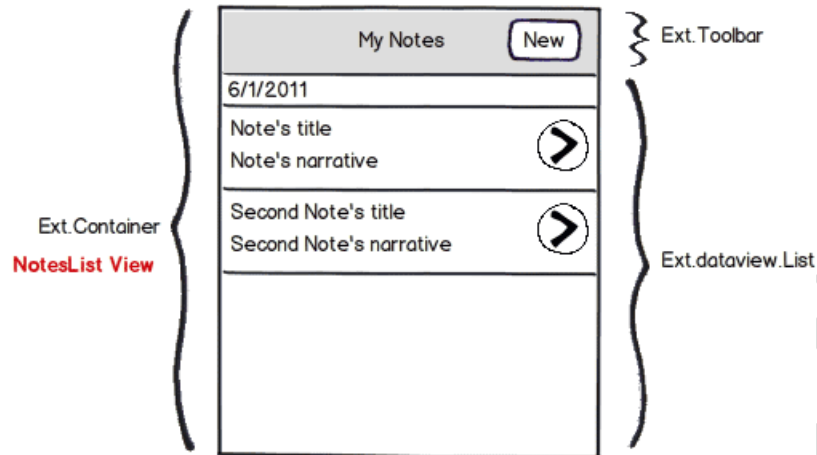 My Notes
New
Ext.Toolbar
6/1/2011
Note's title
Note's narrative
Second Note's title
Second Note's narrative
Ext.Container
NotesList View
Ext.dataview.List